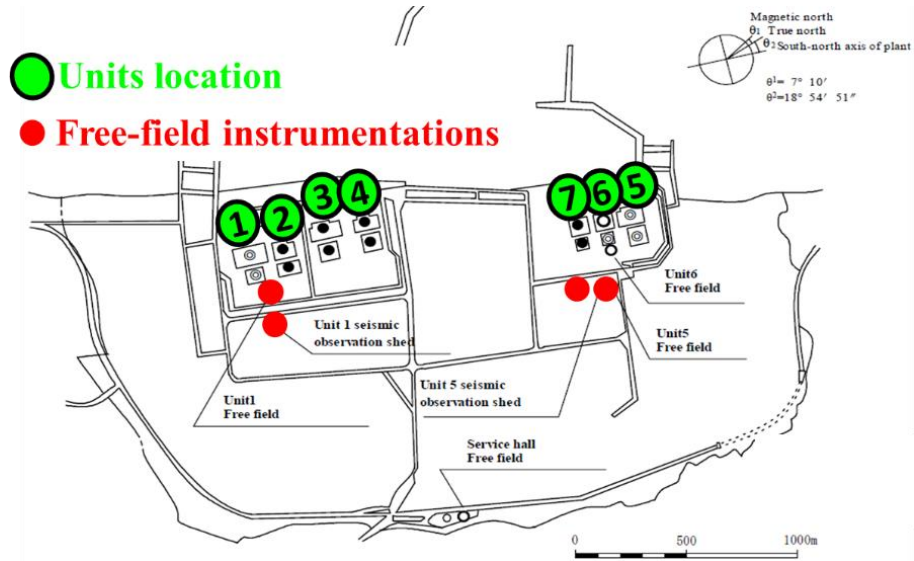 Magnetic north
θ1 True north
θ2 South-north axis of plant
θ1= 7° 10′
θ2=18° 54′ 51″
Units location
Free-field instrumentations
1
2
3
4
7
6
5
Unit6
Free field
Unit 1 seismic
observation shed
Unit5
Free field
Unit1
Free field
Unit 5 seismic
observation shed
Service hall
Free field
0
500
1000m